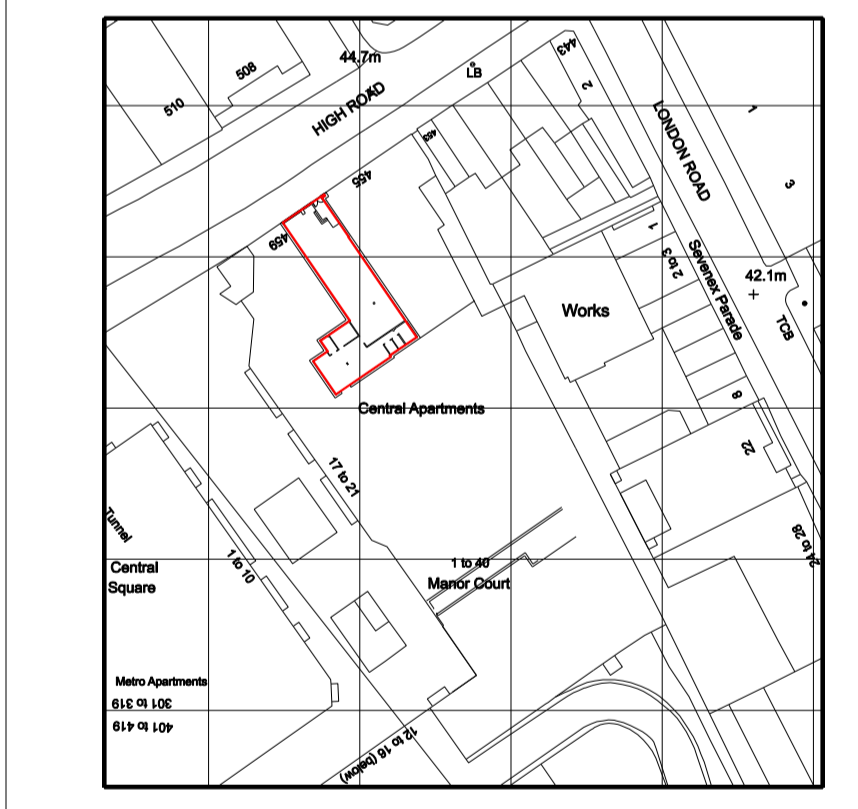 44.7m
508
510
HIGH ROAD
LB
443
2
453
455
459
LONDON ROAD
1
3
1
2 to 3
Sevenex Parade
42.1m
TCB
Works
8
22
24 to 28
Central Apartments
17 to 21
Tunnel
Central
Square
1 to 10
1 to 40
Manor Court
Metro Apartments
301 to 319
401 to 419
12 to 16 (below)